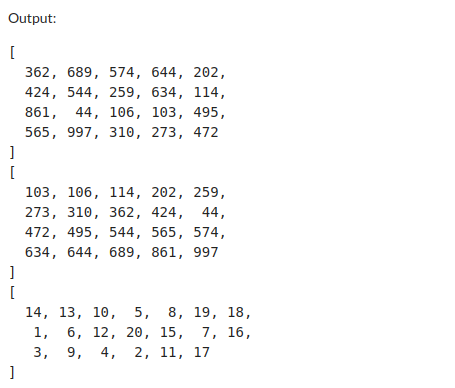 Output:
[
362, 689, 574, 644, 202,
424, 544, 259, 634, 114,
861,  44, 106, 103, 495,
565, 997, 310, 273, 472
]
[
103, 106, 114, 202, 259,
273, 310, 362, 424,  44,
472, 495, 544, 565, 574,
634, 644, 689, 861, 997
]
[
14, 13, 10,  5,  8, 19, 18,
1,  6, 12, 20, 15,  7, 16,
3,  9,  4,  2, 11, 17
]